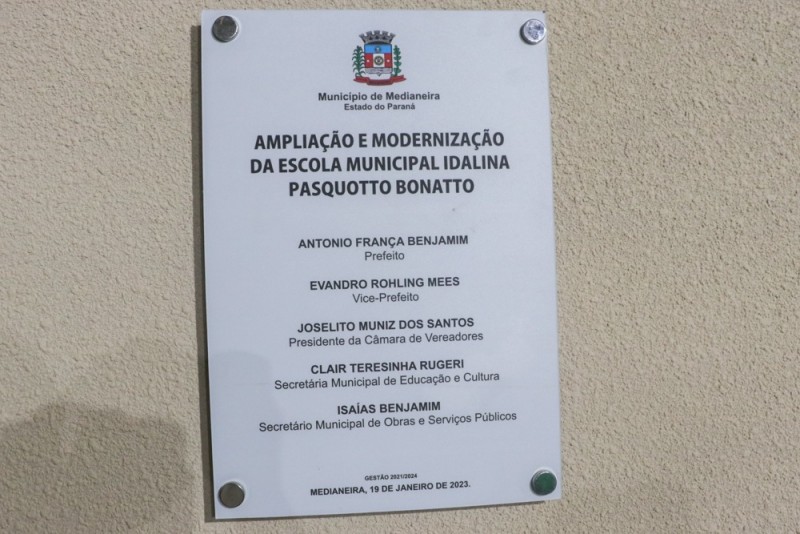 Município de Medianeira
Estado do Paraná
AMPLIAÇÃO E MODERNIZAÇÃO
DA ESCOLA MUNICIPAL IDALINA
PASQUOTTO BONATTO
ANTONIO FRANÇA BENJAMIM
Prefeito
EVANDRO ROHLING MEES
Vice-Prefeito
JOSELITO MUNIZ DOS SANTOS
Presidente da Câmara de Vereadores
CLAIR TERESINHA RUGERI
Secretária Municipal de Educação e Cultura
ISAÍAS BENJAMIM
Secretário Municipal de Obras e Serviços Públicos
GESTÃO 2021/2024
MEDIANEIRA, 19 DE JANEIRO DE 2023.